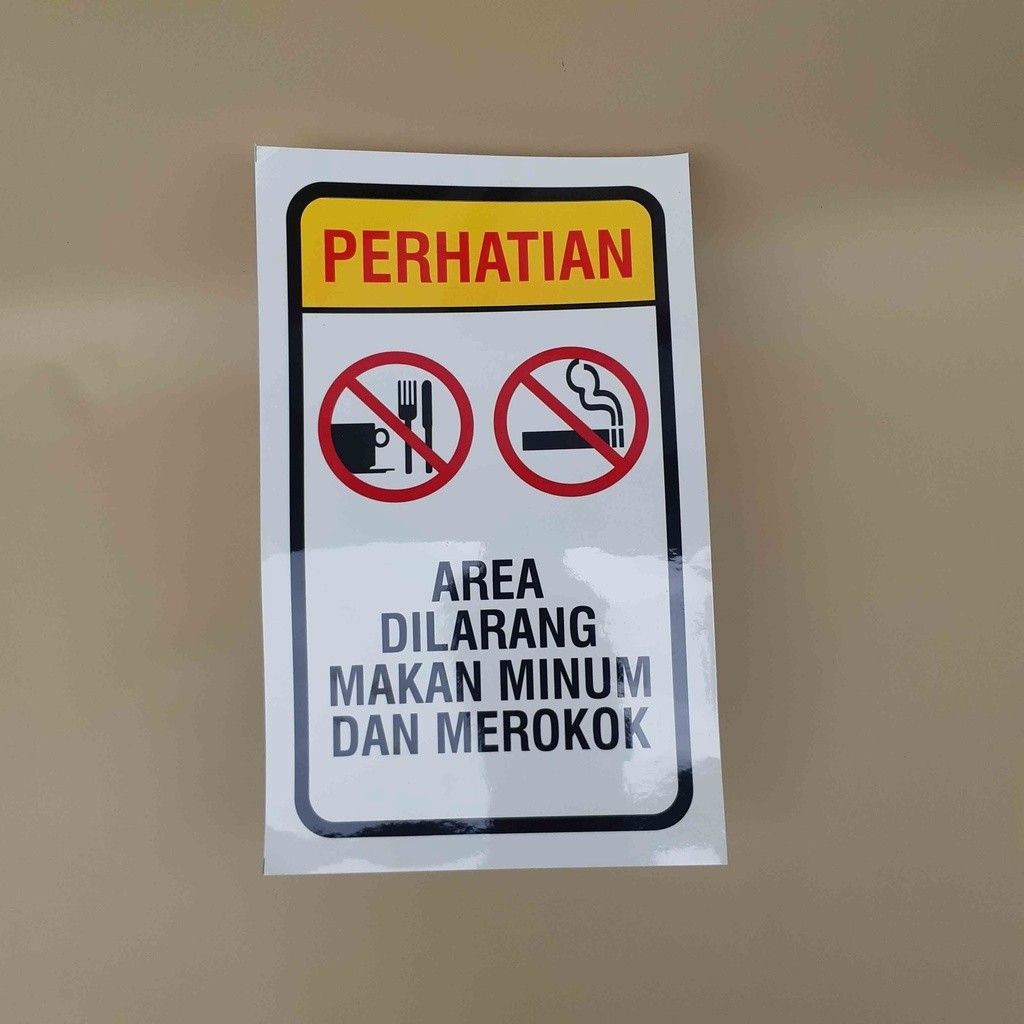 PERHATIAN
AREA
DILARANG
MAKAN MINUM
DAN MEROKOK